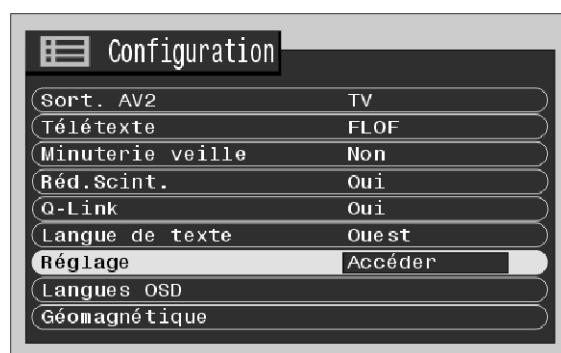 Configuration
Sort. AV2 TV
Télétexte FLOF
Minuterie veille Non
Réd.Scint. Oui
Q-Link Oui
Langue de texte Ouest
Réglage Accéder
Langues OSD
Géomagnétique